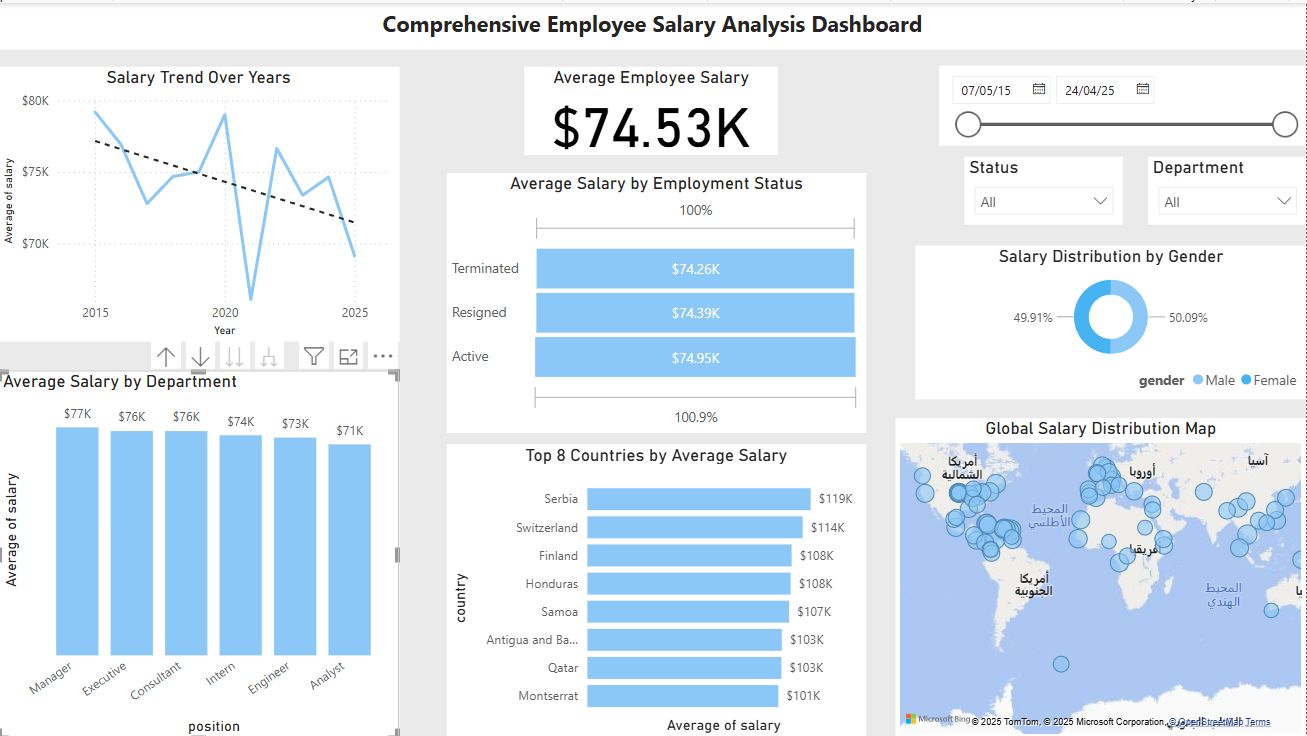 Comprehensive Employee Salary Analysis Dashboard
Salary Trend Over Years
$80K
$75K
$70K
Average of salary
2015
2020
2025
Year
Average Employee Salary
$74.53K
07/05/15
24/04/25
Status
All
Department
All
Average Salary by Employment Status
100%
Terminated
$74.26K
Resigned
$74.39K
Active
$74.95K
100.9%
Salary Distribution by Gender
49.91%
50.09%
gender
Male
Female
Average Salary by Department
$77K
$76K
$76K
$74K
$73K
$71K
Average of salary
Manager
Executive
Consultant
Intern
Engineer
Analyst
position
Top 8 Countries by Average Salary
country
Serbia
$119K
Switzerland
$114K
Finland
$108K
Honduras
$108K
Samoa
$107K
Antigua and Ba...
$103K
Qatar
$103K
Montserrat
$101K
Average of salary
Global Salary Distribution Map
أمريكا
الشمالية
أوروبا
آسيا
المحيط
الأطلسي
أمريكا
الجنوبية
المحيط
الهندي
Microsoft Bing
© 2025 TomTom, © 2025 Microsoft Corporation, © OpenStreetMap Terms